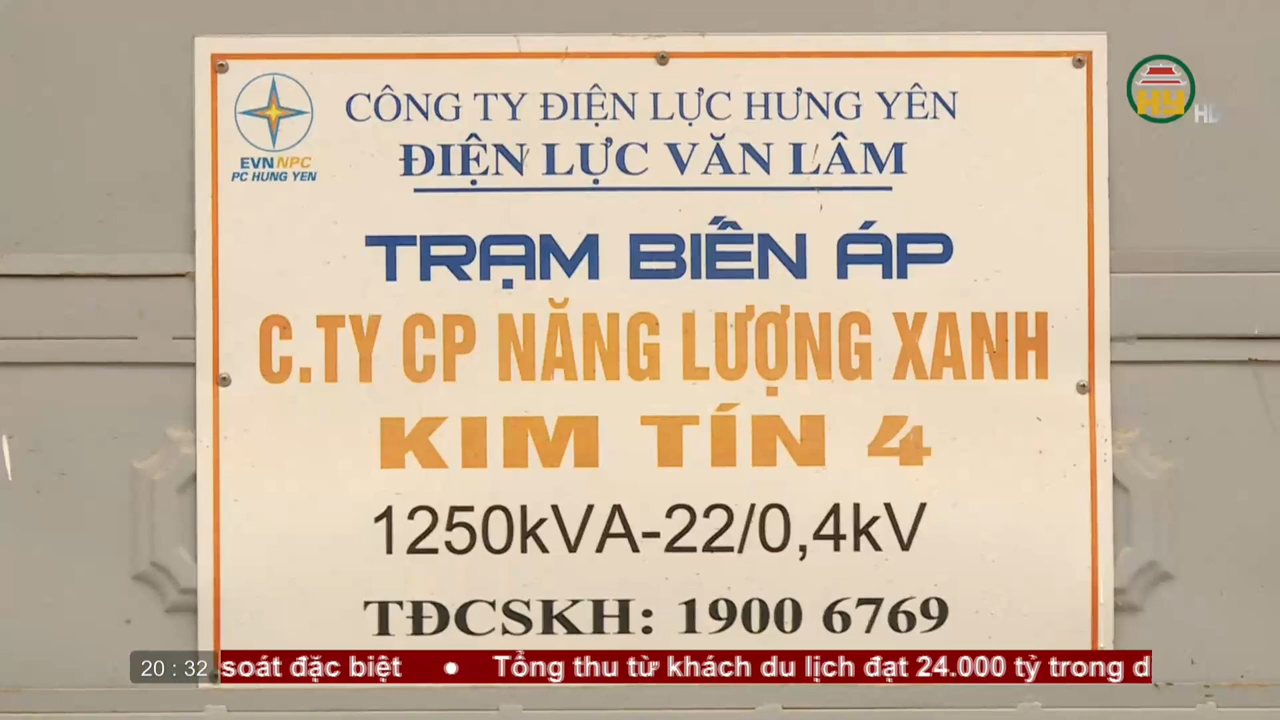 CÔNG TY ĐIỆN LỰC HƯNG YÊN
ĐIỆN LỰC VĂN LÂM
EVNNPC
PC HUNG YEN
HY HD
TRẠM BIẾN ÁP
C.TY CP NĂNG LƯỢNG XANH
KIM TÍN 4
1250kVA-22/0,4kV
TĐCSKH: 1900 6769
20 : 32 soát đặc biệt • Tổng thu từ khách du lịch đạt 24.000 tỷ trong d